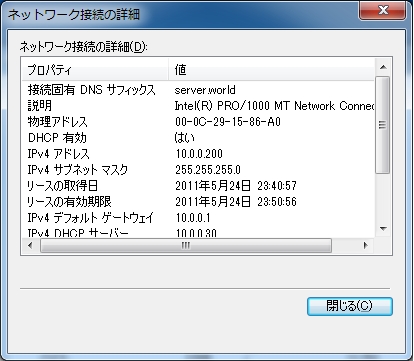 ネットワーク接続の詳細
ネットワーク接続の詳細(D):
プロパティ 値
接続固有 DNS サフィックス server.world
説明 Intel(R) PRO/1000 MT Network Connec
物理アドレス 00-0C-29-15-86-A0
DHCP 有効 はい
IPv4 アドレス 10.0.0.200
IPv4 サブネット マスク 255.255.255.0
リースの取得日 2011年5月24日 23:40:57
リースの有効期限 2011年5月24日 23:50:56
IPv4 デフォルト ゲートウェイ 10.0.0.1
IPv4 DHCP サーバー 10.0.0.30
閉じる(C)